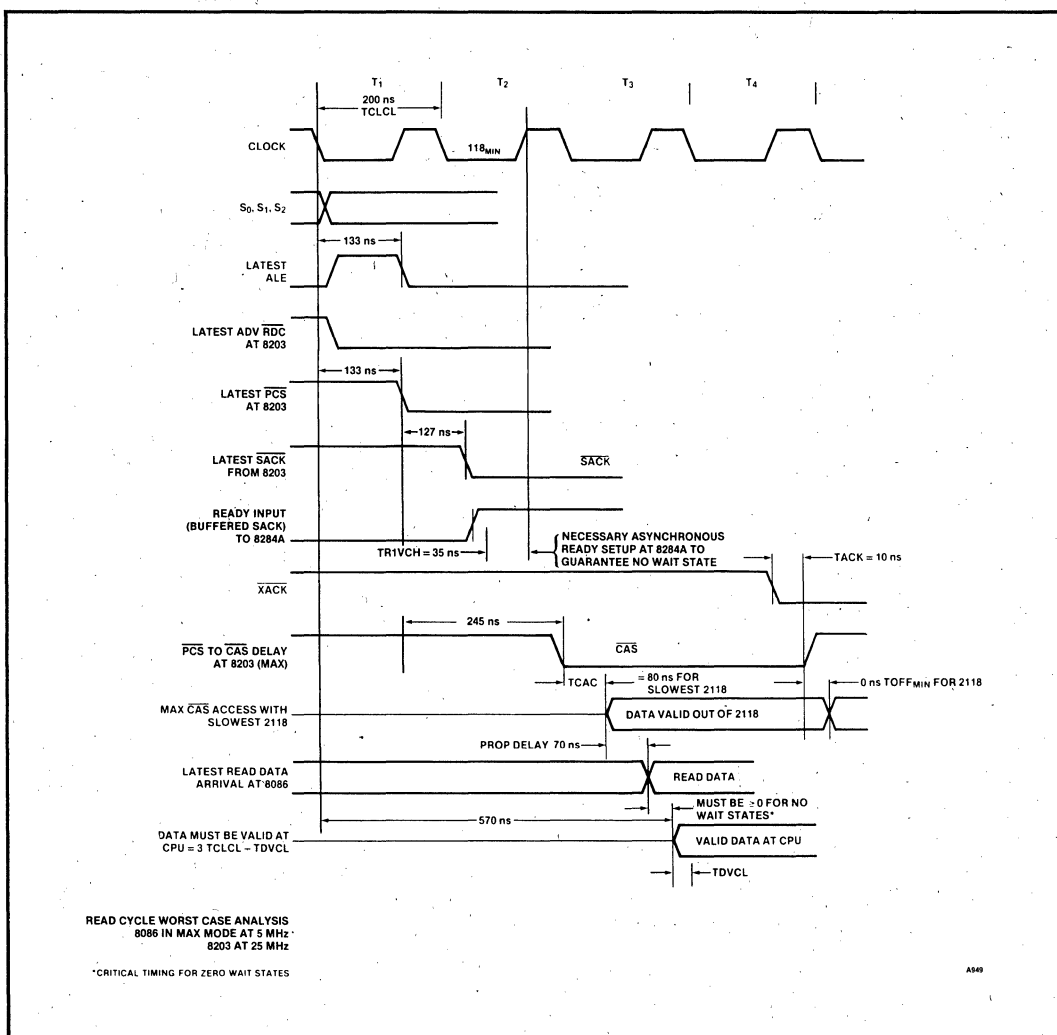 T1 T2 T3 T4
200 ns
TCLCL
CLOCK
118MIN
S0, S1, S2
133 ns
LATEST
ALE
LATEST ADV RDC
AT 8203
133 ns
LATEST PCS
AT 8203
127 ns
LATEST SACK
FROM 8203
SACK
READY INPUT
(BUFFERED SACK)
TO 8284A
TR1VCH = 35 ns
NECESSARY ASYNCHRONOUS
READY SETUP AT 8284A TO
GUARANTEE NO WAIT STATE
TACK = 10 ns
XACK
245 ns
PCS TO CAS DELAY
AT 8203 (MAX)
CAS
TCAC
= 80 ns FOR
SLOWEST 2118
0 ns TOFFMIN FOR 2118
MAX CAS ACCESS WITH
SLOWEST 2118
DATA VALID OUT OF 2118
PROP DELAY 70 ns
LATEST READ DATA
ARRIVAL AT 8086
READ DATA
MUST BE ≥0 FOR NO
WAIT STATES*
570 ns
DATA MUST BE VALID AT
CPU = 3 TCLCL – TDVCL
VALID DATA AT CPU
TDVCL
READ CYCLE WORST CASE ANALYSIS
8086 IN MAX MODE AT 5 MHz
8203 AT 25 MHz
*CRITICAL TIMING FOR ZERO WAIT STATES
A949